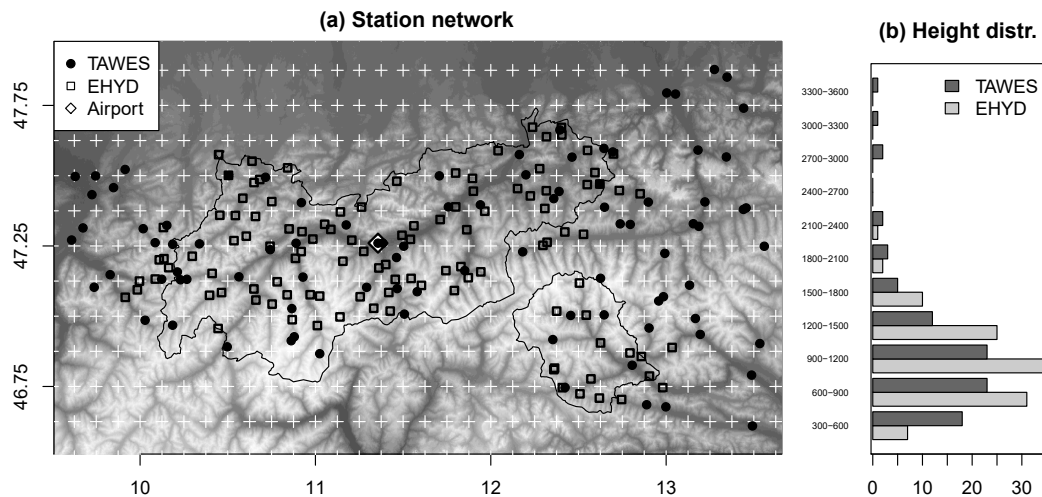 (a) Station network
TAWES
EHYD
Airport
47.75
47.25
46.75
10 11 12 13
(b) Height distr.
TAWES
EHYD
3300−3600
3000−3300
2700−3000
2400−2700
2100−2400
1800−2100
1500−1800
1200−1500
900−1200
600−900
300−600
0 10 20 30